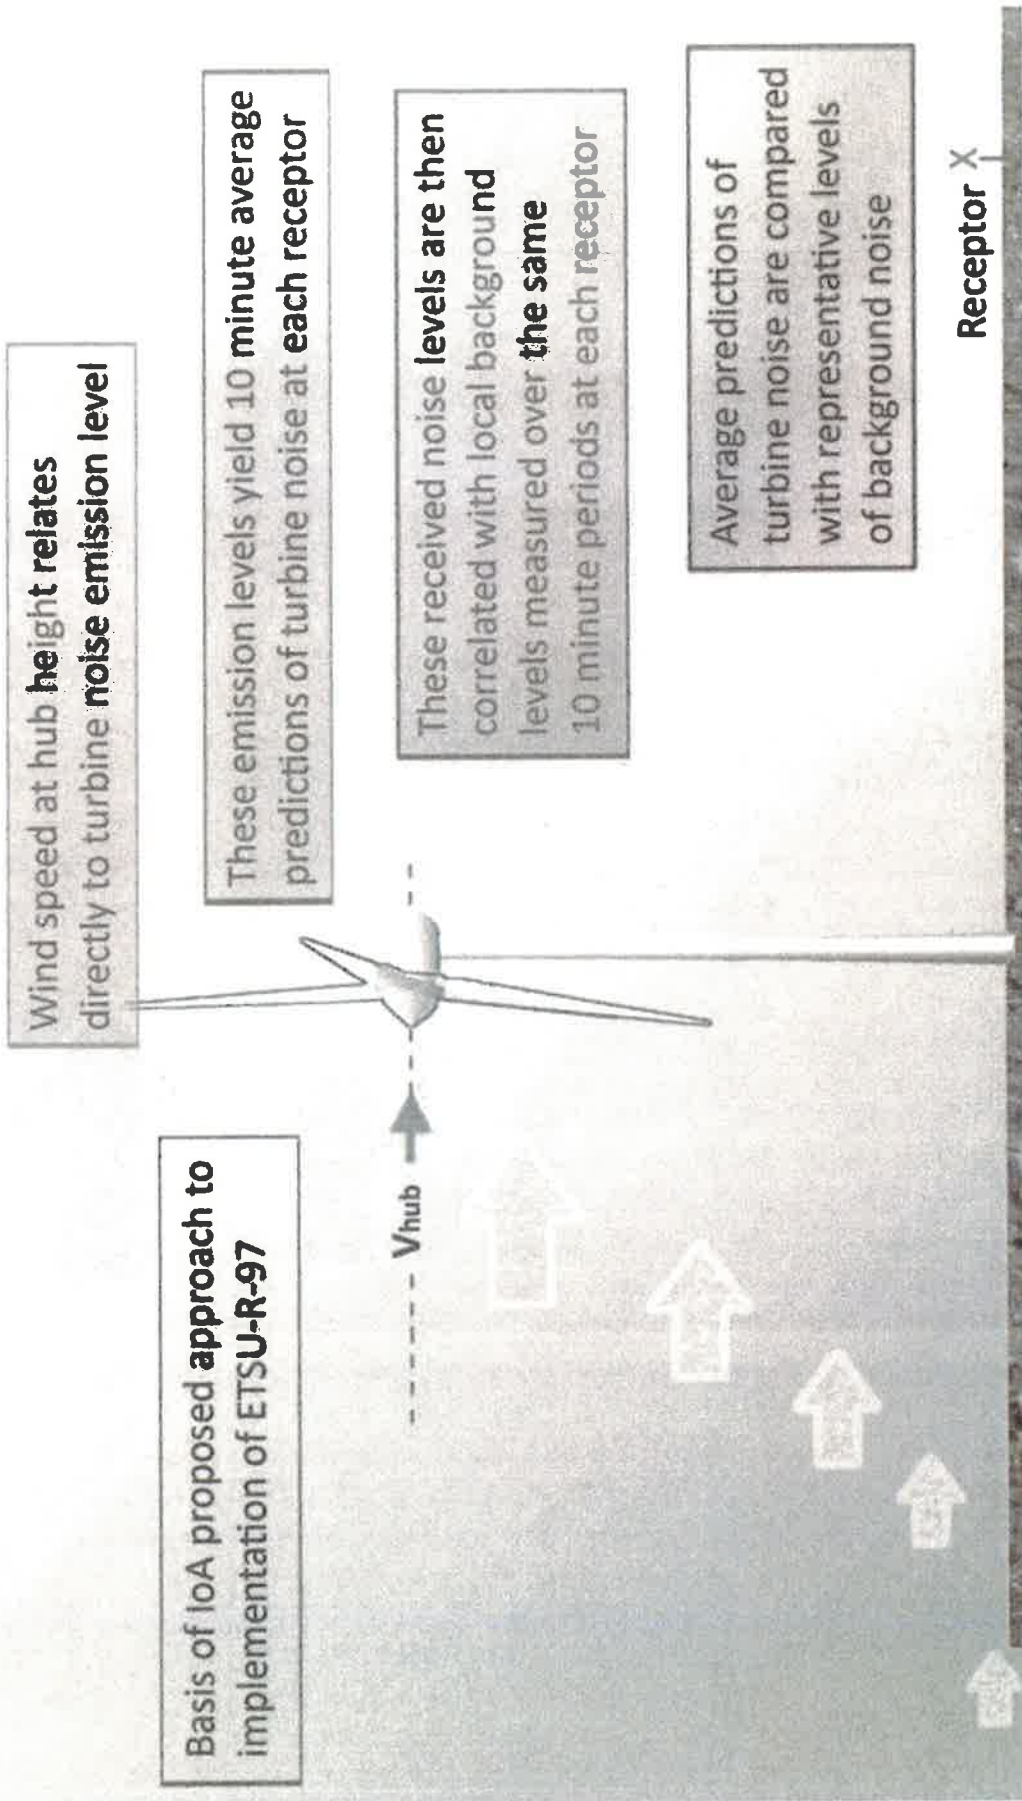 Basis of IoA proposed approach to
implementation of ETSU-R-97
Wind speed at hub height relates
directly to turbine noise emission level
These emission levels yield 10 minute average
predictions of turbine noise at each receptor
These received noise levels are then
correlated with local background
levels measured over the same
10 minute periods at each receptor
Average predictions of
turbine noise are compared
with representative levels
of background noise
Vhub
Receptor X